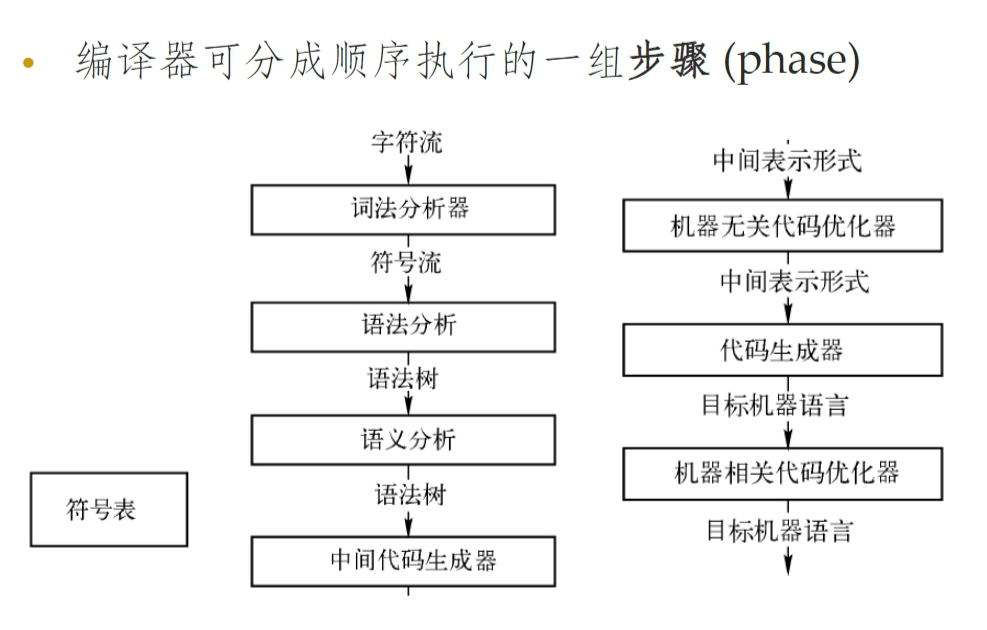 • 编译器可分成顺序执行的一组步骤 (phase)
字符流
词法分析器
符号流
语法分析
语法树
语义分析
语法树
中间代码生成器
符号表
中间表示形式
机器无关代码优化器
中间表示形式
代码生成器
目标机器语言
机器相关代码优化器
目标机器语言